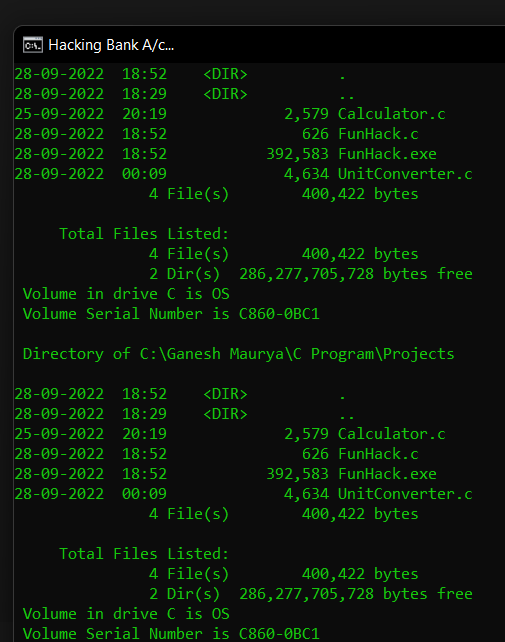 Hacking Bank A/c...
28-09-2022  18:52    <DIR>          .
28-09-2022  18:29    <DIR>          ..
25-09-2022  20:19             2,579 Calculator.c
28-09-2022  18:52               626 FunHack.c
28-09-2022  18:52           392,583 FunHack.exe
28-09-2022  00:09             4,634 UnitConverter.c
               4 File(s)        400,422 bytes

     Total Files Listed:
               4 File(s)        400,422 bytes
               2 Dir(s)  286,277,705,728 bytes free
 Volume in drive C is OS
 Volume Serial Number is C860-0BC1

 Directory of C:\Ganesh Maurya\C Program\Projects

28-09-2022  18:52    <DIR>          .
28-09-2022  18:29    <DIR>          ..
25-09-2022  20:19             2,579 Calculator.c
28-09-2022  18:52               626 FunHack.c
28-09-2022  18:52           392,583 FunHack.exe
28-09-2022  00:09             4,634 UnitConverter.c
               4 File(s)        400,422 bytes

     Total Files Listed:
               4 File(s)        400,422 bytes
               2 Dir(s)  286,277,705,728 bytes free
 Volume in drive C is OS
 Volume Serial Number is C860-0BC1